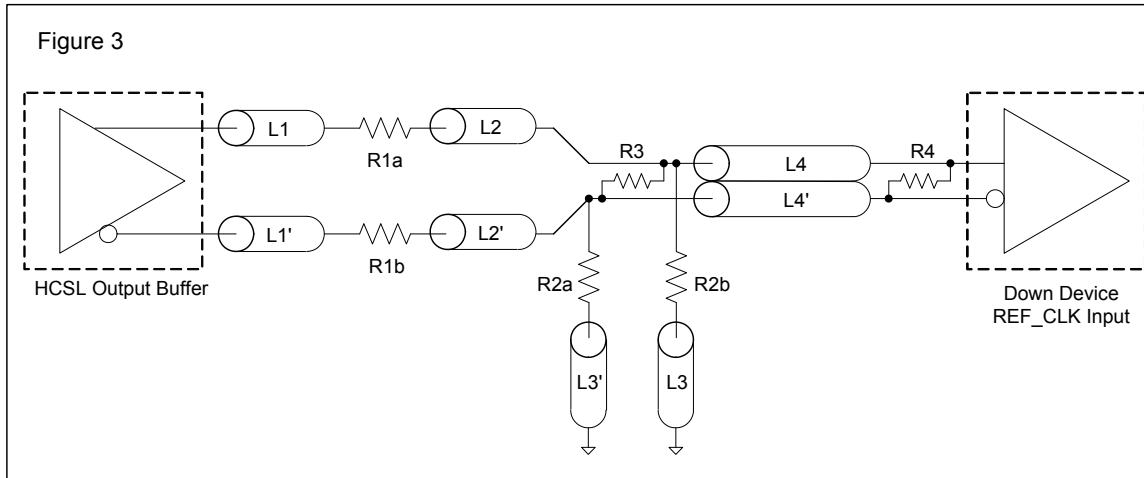 Figure 3
L1
R1a
L2
R3
L4
R4
L4'
L1'
R1b
L2'
HCSL Output Buffer
R2a
R2b
Down Device
REF_CLK Input
L3'
L3